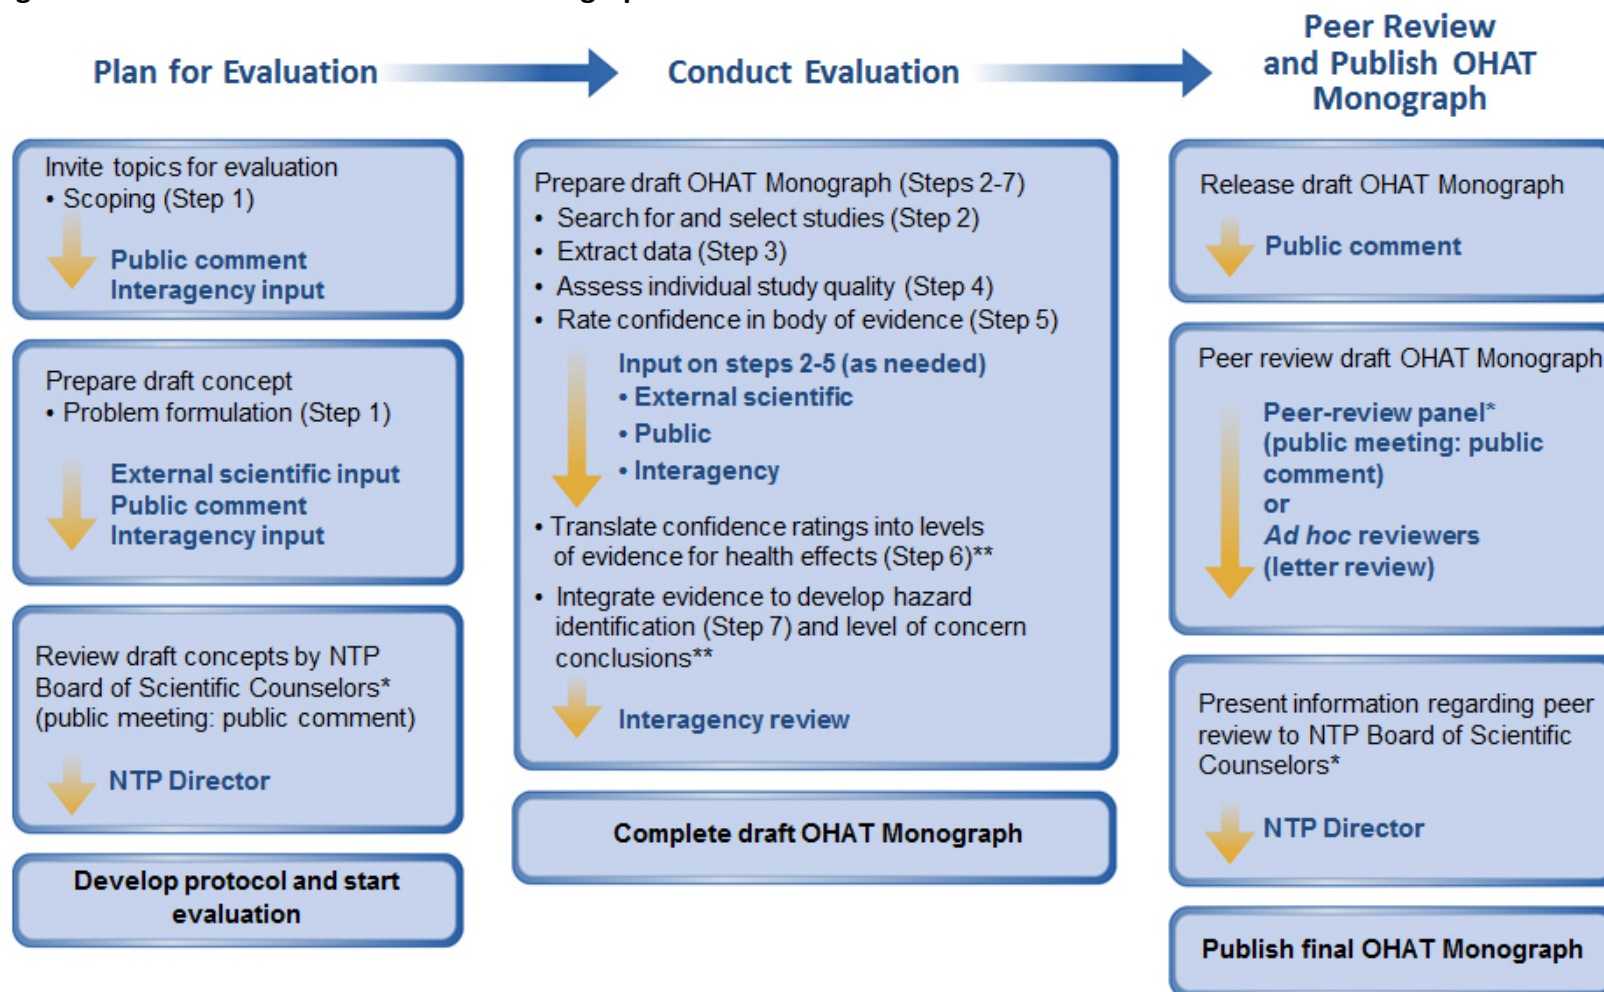 Plan for Evaluation
Conduct Evaluation
Peer Review
and Publish OHAT
Monograph
Invite topics for evaluation
• Scoping (Step 1)
Public comment
Interagency input
Prepare draft concept
• Problem formulation (Step 1)
External scientific input
Public comment
Interagency input
Review draft concepts by NTP
Board of Scientific Counselors*
(public meeting: public comment)
NTP Director
Develop protocol and start
evaluation
Prepare draft OHAT Monograph (Steps 2-7)
• Search for and select studies (Step 2)
• Extract data (Step 3)
• Assess individual study quality (Step 4)
• Rate confidence in body of evidence (Step 5)
Input on steps 2-5 (as needed)
• External scientific
• Public
• Interagency
• Translate confidence ratings into levels
of evidence for health effects (Step 6)**
• Integrate evidence to develop hazard
identification (Step 7) and level of concern
conclusions**
Interagency review
Complete draft OHAT Monograph
Release draft OHAT Monograph
Public comment
Peer review draft OHAT Monograph
Peer-review panel*
(public meeting: public
comment)
or
Ad hoc reviewers
(letter review)
Present information regarding peer
review to NTP Board of Scientific
Counselors*
NTP Director
Publish final OHAT Monograph